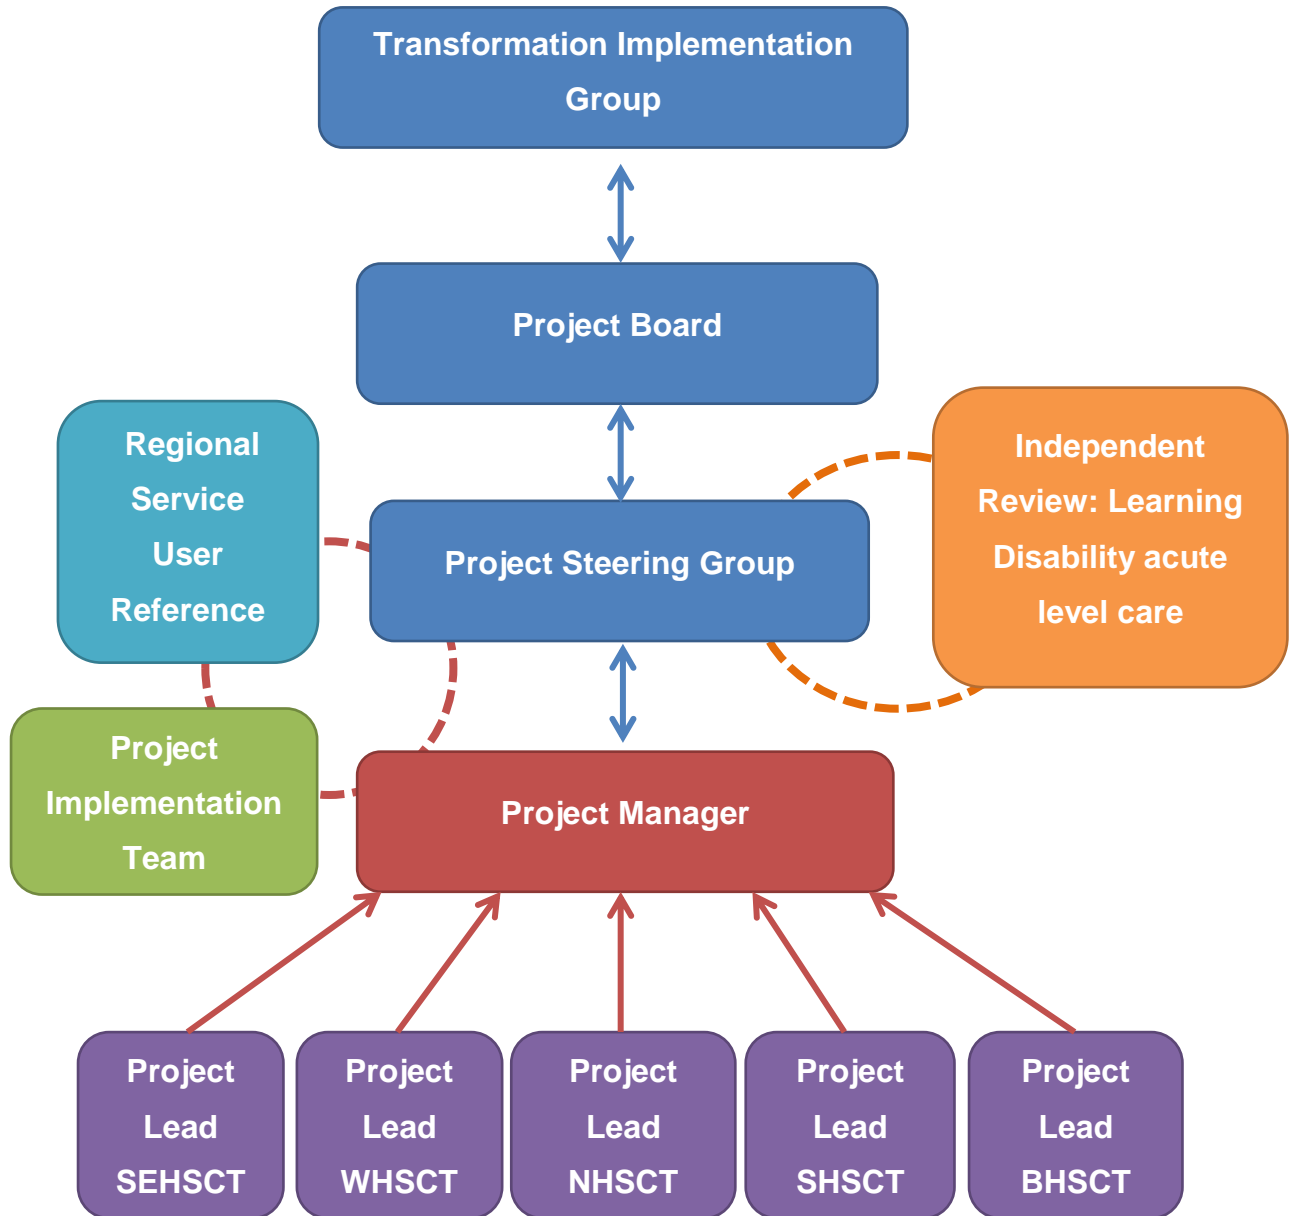 Transformation Implementation
Group
Project Board
Regional
Service
User
Reference
Independent
Review: Learning
Disability acute
level care
Project Steering Group
Project
Implementation
Team
Project Manager
Project
Lead
SEHSCT
Project
Lead
WHSCT
Project
Lead
NHSCT
Project
Lead
SHSCT
Project
Lead
BHSCT